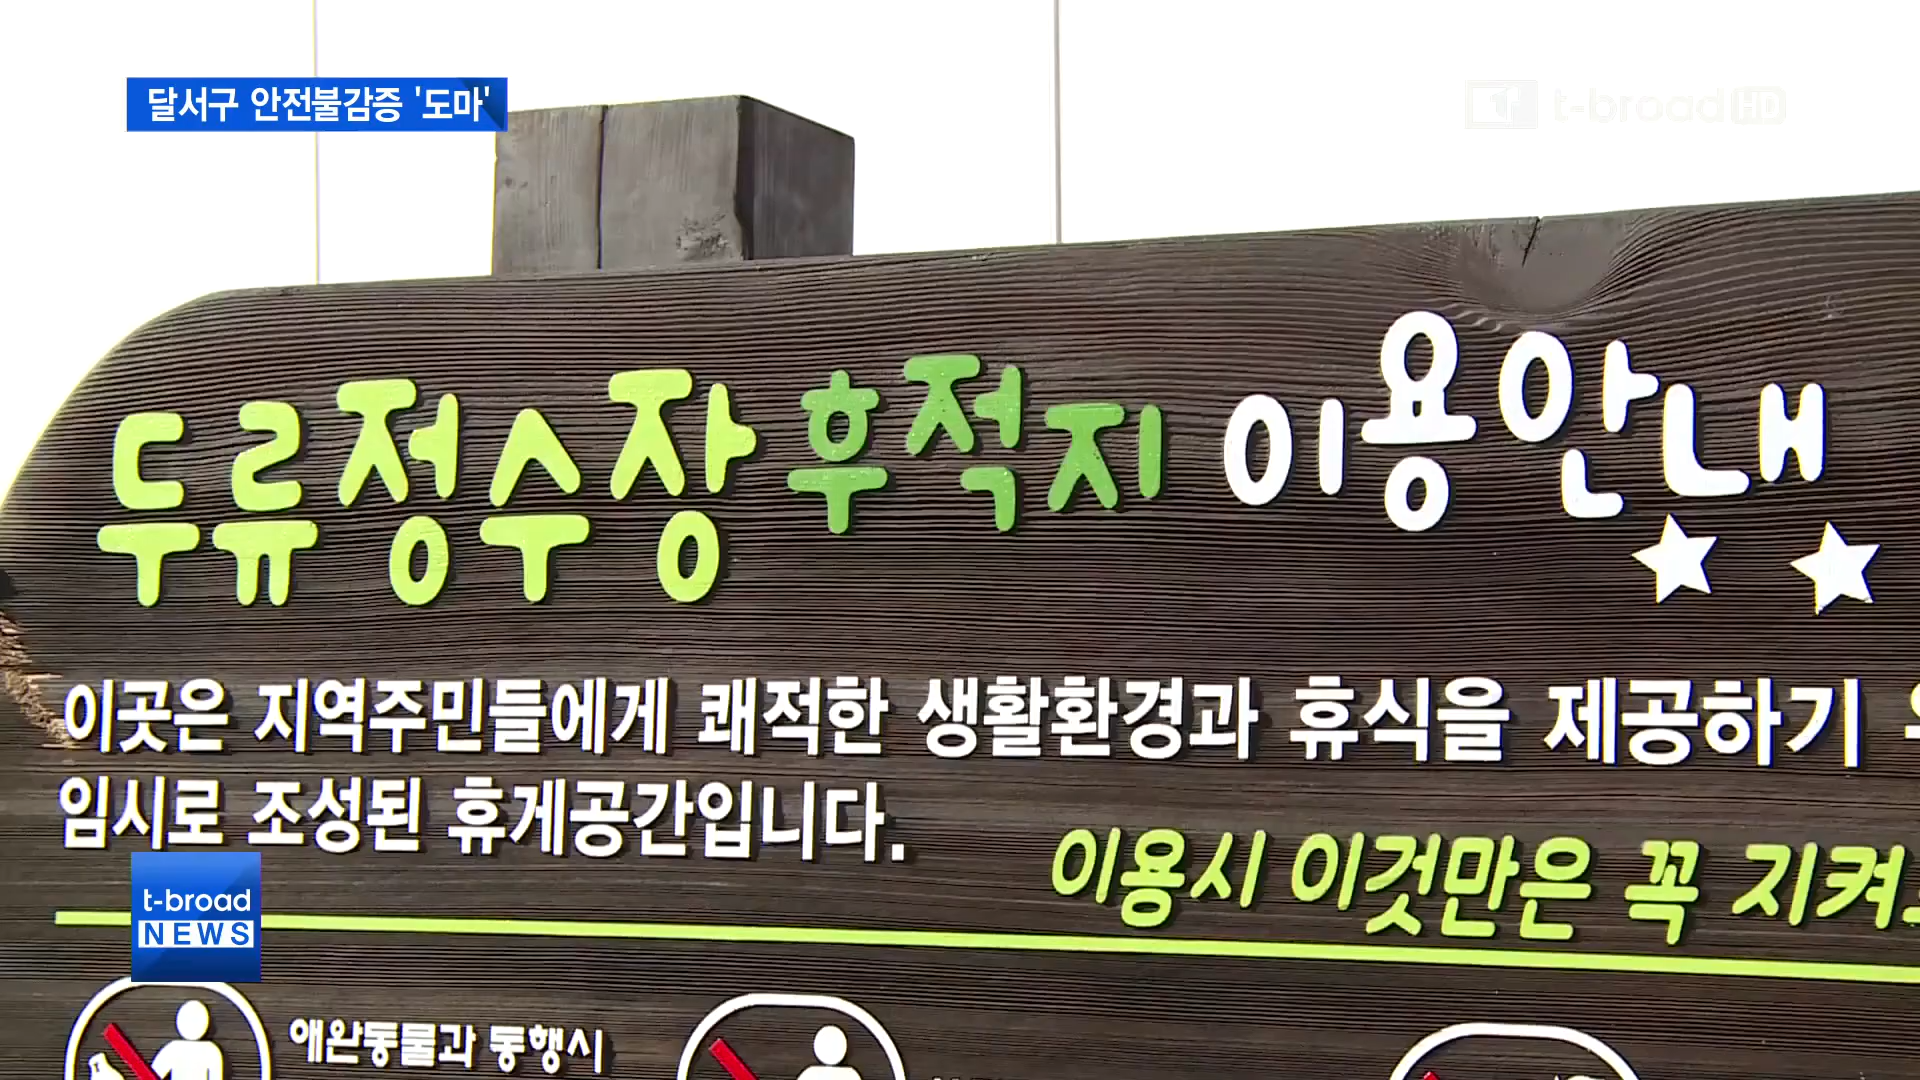 달서구 안전불감증 '도마'
t-broad HD
두류정수장 후적지 이용안내
이곳은 지역주민들에게 쾌적한 생활환경과 휴식을 제공하기
임시로 조성된 휴게공간입니다.
이용시 이것만은 꼭 지켜
t-broad
NEWS
애완동물과 동행시